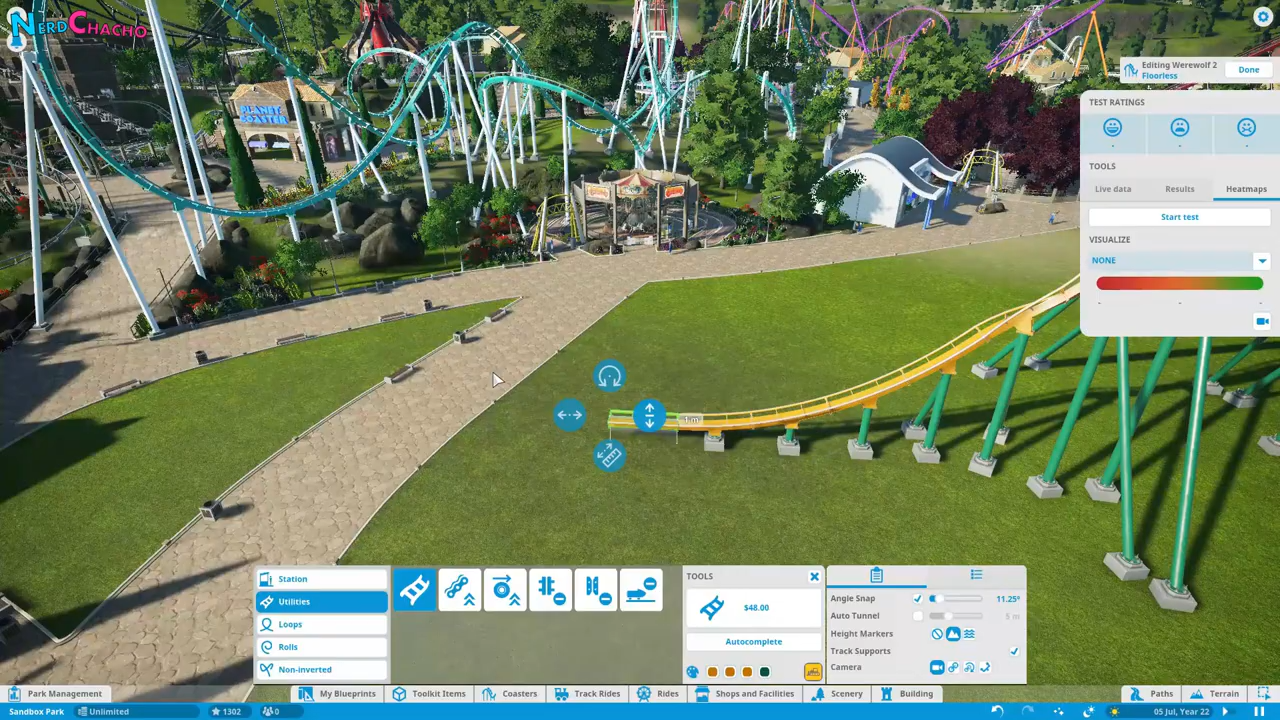 NERDCHACHO
PLANET
COASTER
Editing Werewolf 2
Floorless
Done
TEST RATINGS
- - -
TOOLS
Live data Results Heatmaps
Start test
VISUALIZE
NONE
- - -
1 m
Station
Utilities
Loops
Rolls
Non-inverted
TOOLS
$48.00
Autocomplete
Angle Snap 11.25°
Auto Tunnel 5 m
Height Markers
Track Supports
Camera
Park Management My Blueprints Toolkit Items Coasters Track Rides Rides Shops and Facilities Scenery Building Paths Terrain
Sandbox Park Unlimited 1302 0 05 Jul, Year 22